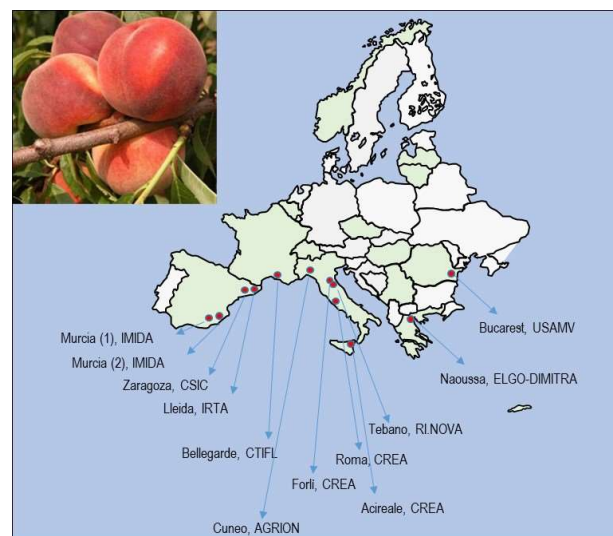 Murcia (1), IMIDA
Murcia (2), IMIDA
Zaragoza, CSIC
Lleida, IRTA
Bellegarde, CTIFL
Cuneo, AGRION
Forlí, CREA
Roma, CREA
Tebano, RI.NOVA
Acireale, CREA
Naoussa, ELGO-DIMITRA
Bucarest, USAMV